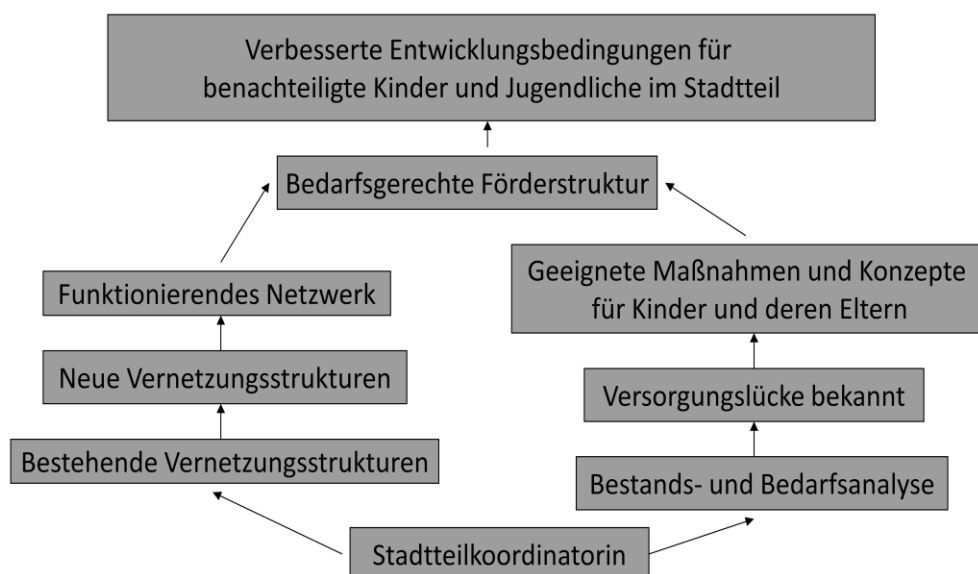 Verbesserte Entwicklungsbedingungen für
benachteiligte Kinder und Jugendliche im Stadtteil
Bedarfsgerechte Förderstruktur
Funktionierendes Netzwerk
Neue Vernetzungsstrukturen
Bestehende Vernetzungsstrukturen
Geeignete Maßnahmen und Konzepte
für Kinder und deren Eltern
Versorgungslücke bekannt
Bestands- und Bedarfsanalyse
Stadtteilkoordinatorin